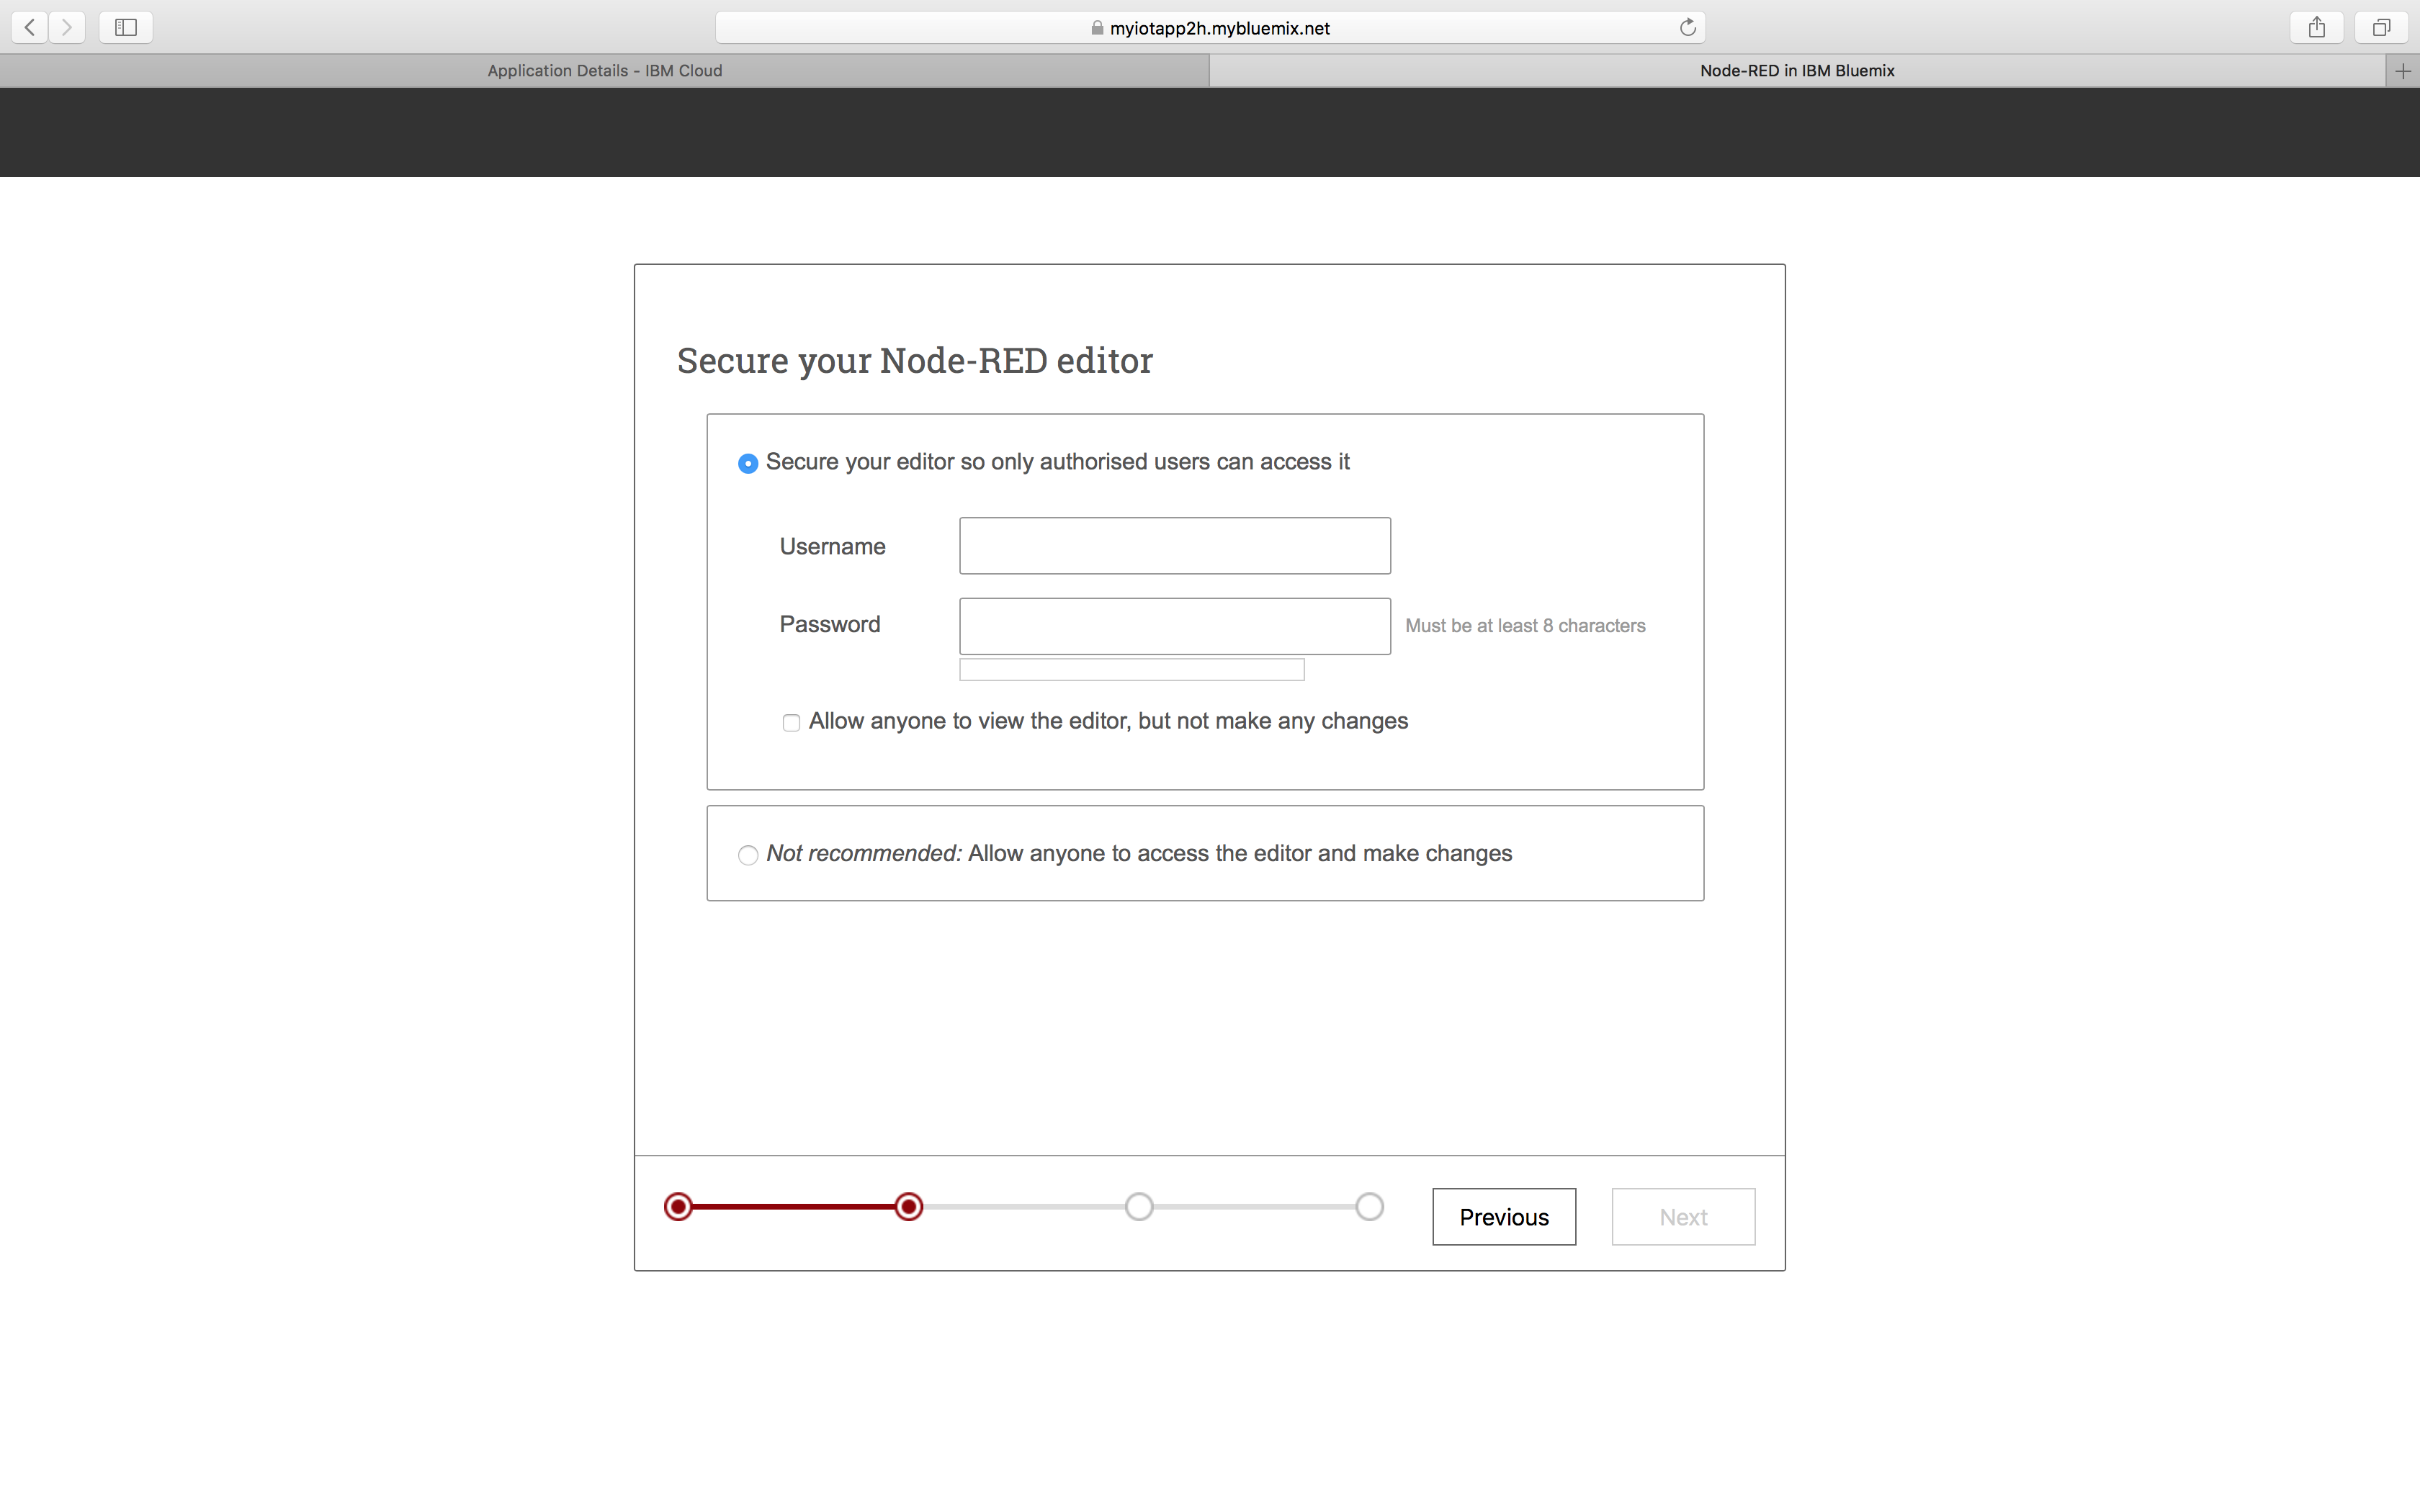 myiotapp2h.mybluemix.net
Application Details - IBM Cloud
Node-RED in IBM Bluemix
Secure your Node-RED editor
Secure your editor so only authorised users can access it
Username
Password
Must be at least 8 characters
Allow anyone to view the editor, but not make any changes
Not recommended: Allow anyone to access the editor and make changes
Previous
Next